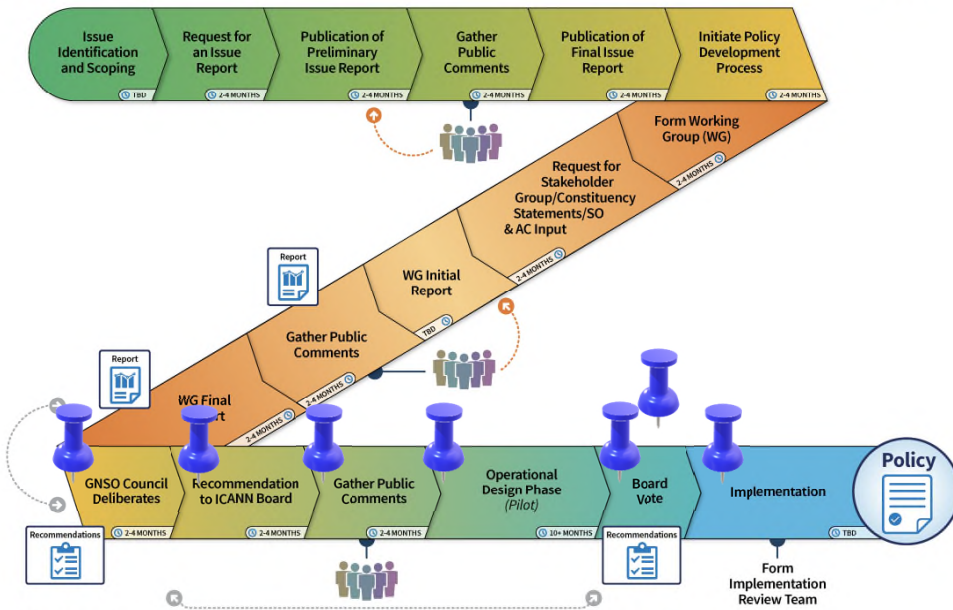 Issue
Identification
and Scoping
TBD
Request for
an Issue
Report
2-4 MONTHS
Publication of
Preliminary
Issue Report
2-4 MONTHS
Gather
Public
Comments
2-4 MONTHS
Publication of
Final Issue
Report
2-4 MONTHS
Initiate Policy
Development
Process
2-4 MONTHS
Form Working
Group (WG)
2-4 MONTHS
Request for
Stakeholder
Group/Constituency
Statements/SO
& AC Input
2-4 MONTHS
Report
WG Initial
Report
TBD
Gather Public
Comments
2-4 MONTHS
Report
WG Final
2-4 MONTHS
GNSO Council
Deliberates
2-4 MONTHS
Recommendations
Recommendation
to ICANN Board
2-4 MONTHS
Gather Public
Comments
2-4 MONTHS
Operational
Design Phase
(Pilot)
10+ MONTHS
Board
Vote
Recommendations
Implementation
TBD
Policy
Form
Implementation
Review Team